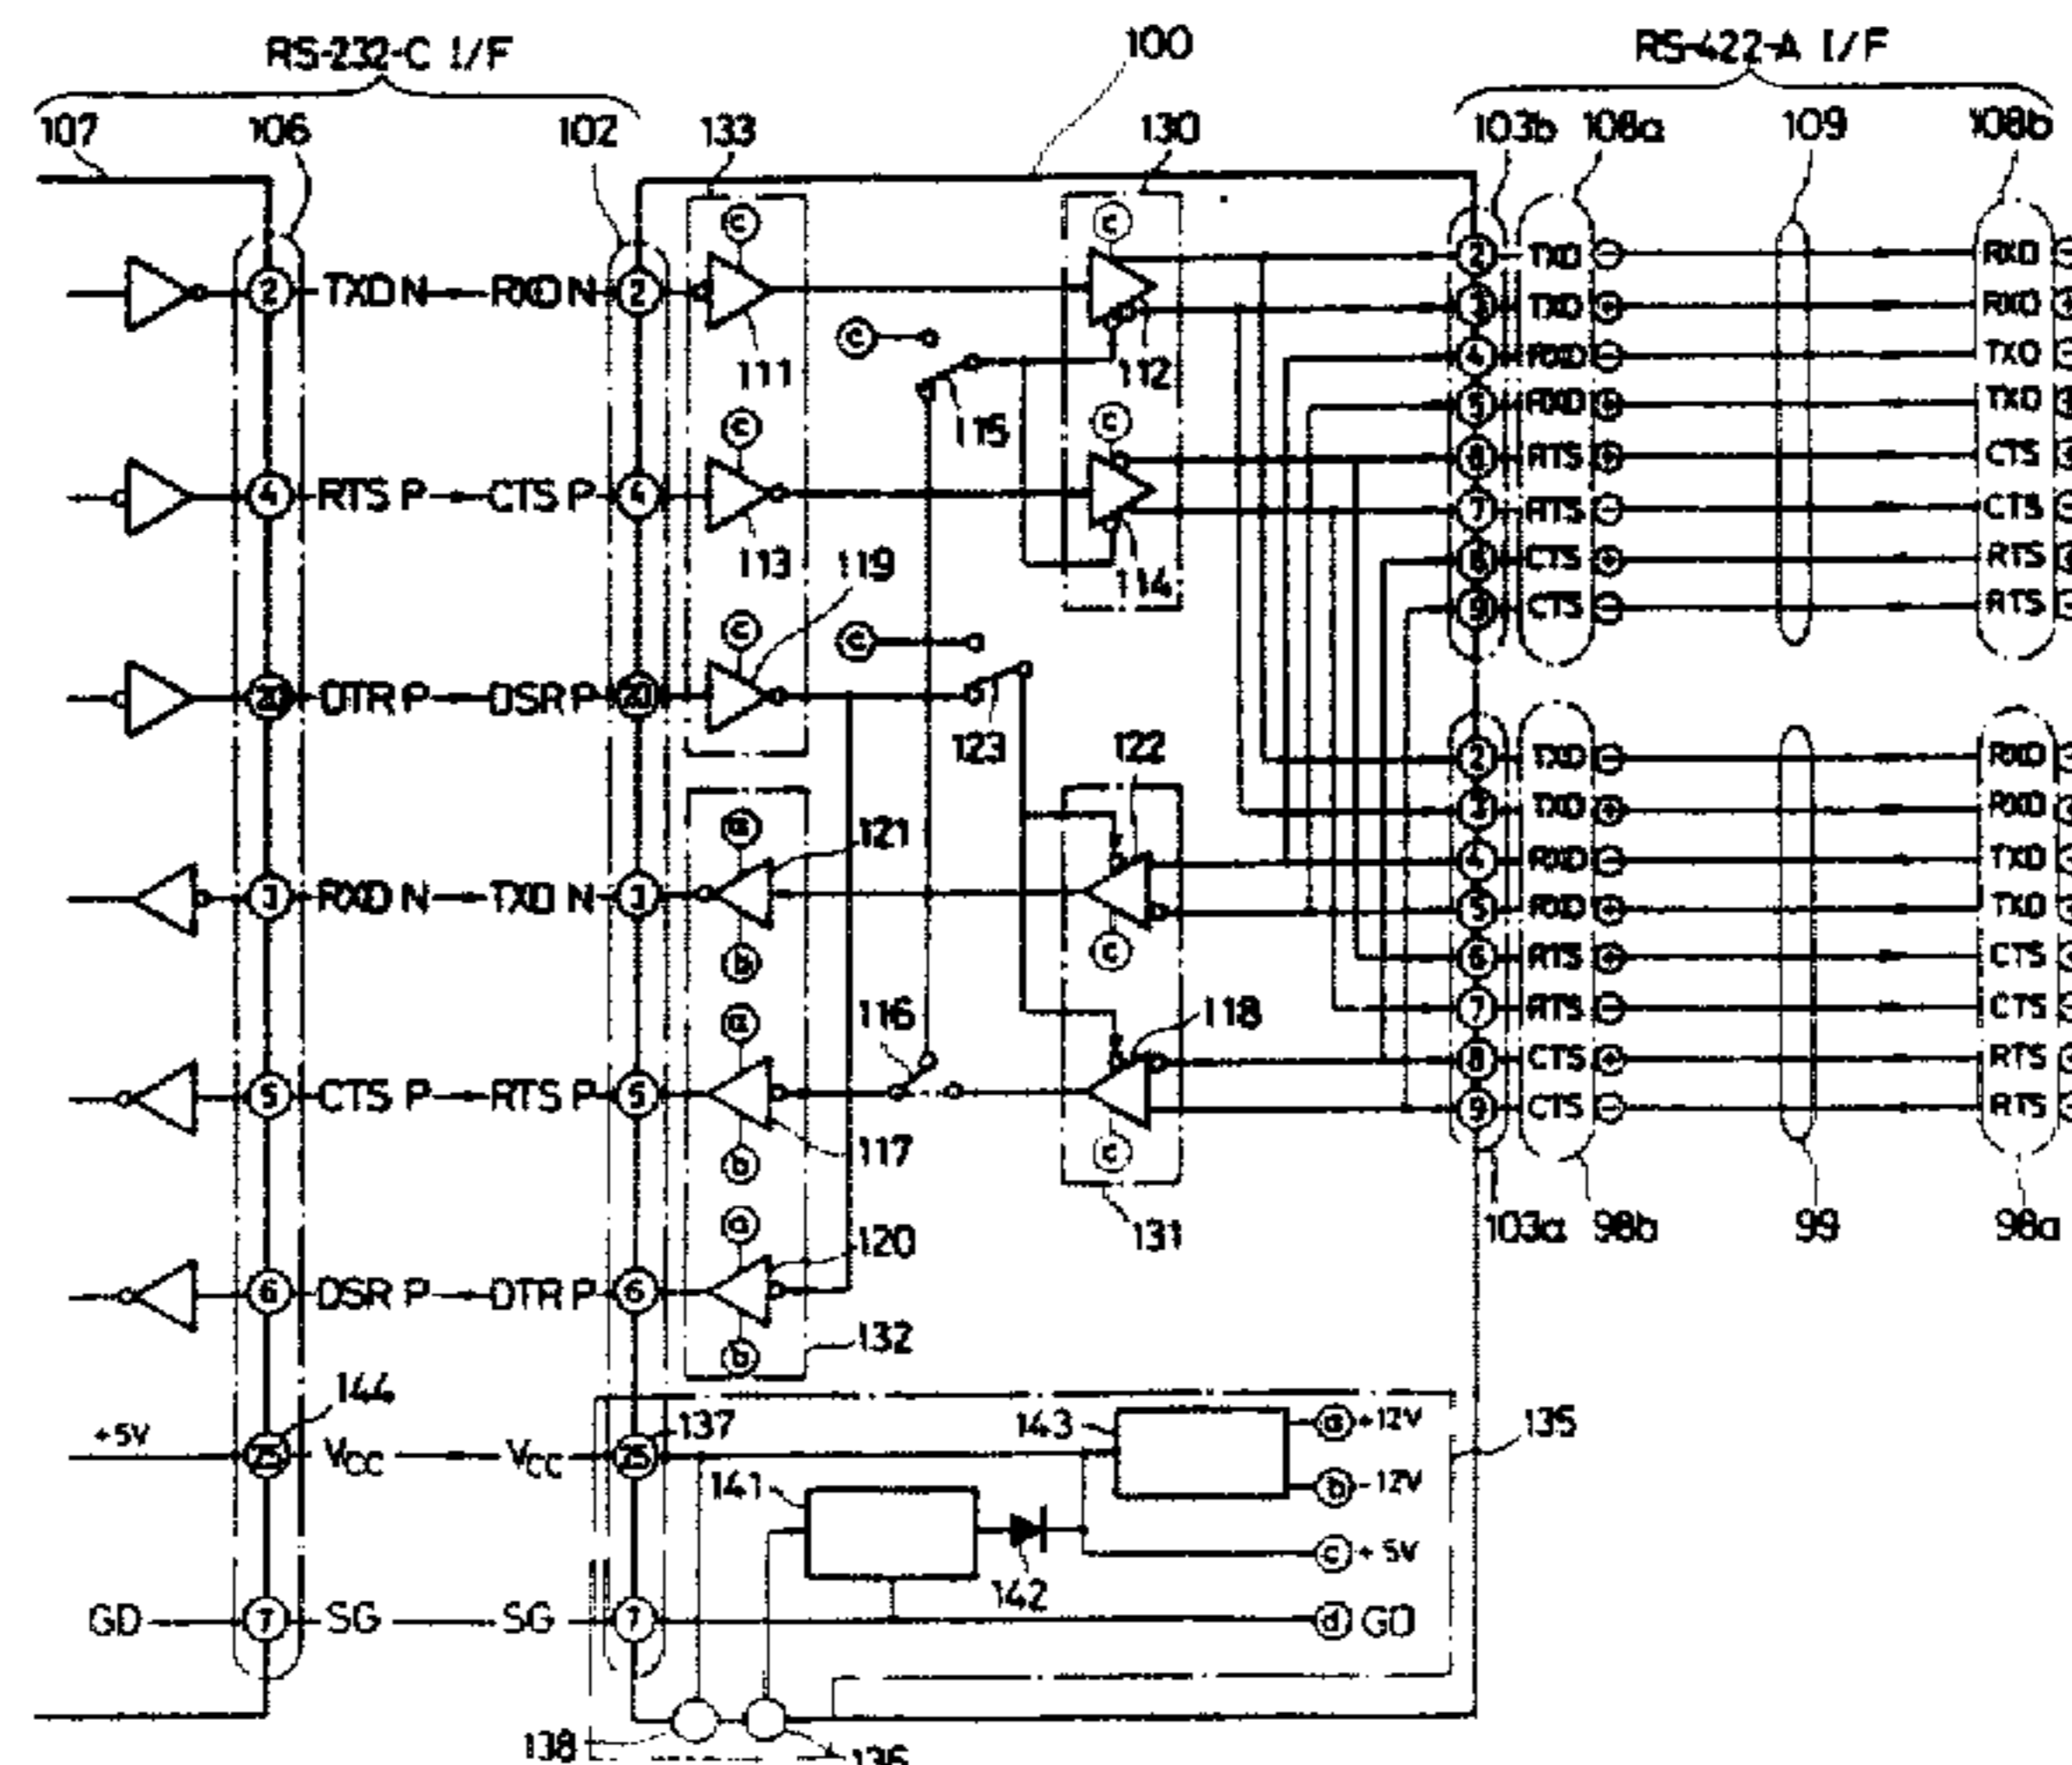 RS-232-C I/F
100
RS-422-A I/F
107
106
102
133
130
103b
108a
109
108b
c
c
2 TXD N RXD N 2
111
c
112
115
2 TXD − RXD
3 TXD + RXD
4 RXD − TXD
5 RXD + TXD
6 RTS + CTS
7 RTS − CTS
8 CTS + RTS
9 CTS − RTS
c
c
4 RTS P CTS P 4
113
119
114
c
c
20 DTR P DSR P 20
123
122
2 TXD − RXD
3 TXD + RXD
4 RXD − TXD
5 RXD + TXD
6 RTS + CTS
7 RTS − CTS
8 CTS + RTS
9 CTS − RTS
a
121
3 RXD N TXD N 3
b
c
a
116
118
5 CTS P RTS P 5
117
b
c
131
103a
98b
99
98a
a
120
6 DSR P DTR P 6
b
132
144
+5V
25 VCC VCC 25
137
143
a +12V
b -12V
135
141
142
c + 5V
GD 7 SG SG 7
d GD
138
136